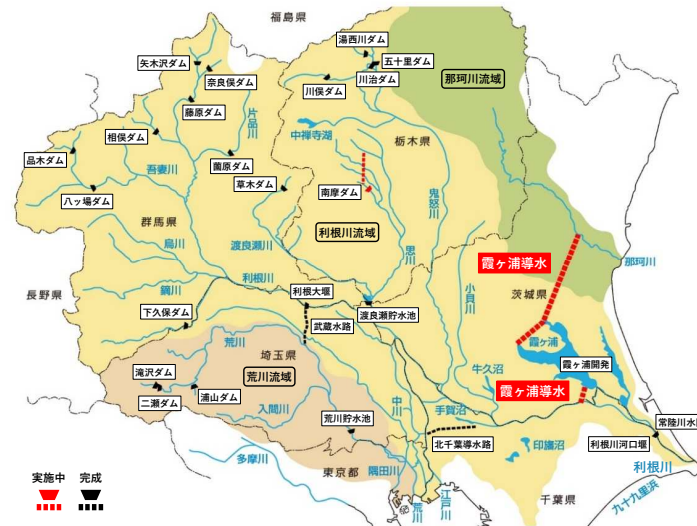 福島県
湯西川ダム
五十里ダム
矢木沢ダム
奈良俣ダム
川俣ダム
川治ダム
那珂川流域
藤原ダム
片品川
中禅寺湖
相俣ダム
栃木県
品木ダム
吾妻川
薗原ダム
草木ダム
南摩ダム
鬼怒川
八ッ場ダム
群馬県
利根川流域
思川
烏川
渡良瀬川
那珂川
霞ヶ浦導水
小貝川
茨城県
長野県
鏑川
利根川
利根大堰
渡良瀬貯水池
下久保ダム
武蔵水路
荒川
埼玉県
霞ヶ浦
霞ヶ浦開発
滝沢ダム
荒川流域
牛久沼
霞ヶ浦導水
二瀬ダム
浦山ダム
中川
手賀沼
入間川
荒川貯水池
常陸川水
北千葉導水路
印旛沼
利根川河口堰
多摩川
東京都
隅田川
利根川
荒川
江戸川
千葉県
九十九里浜
実施中
完成